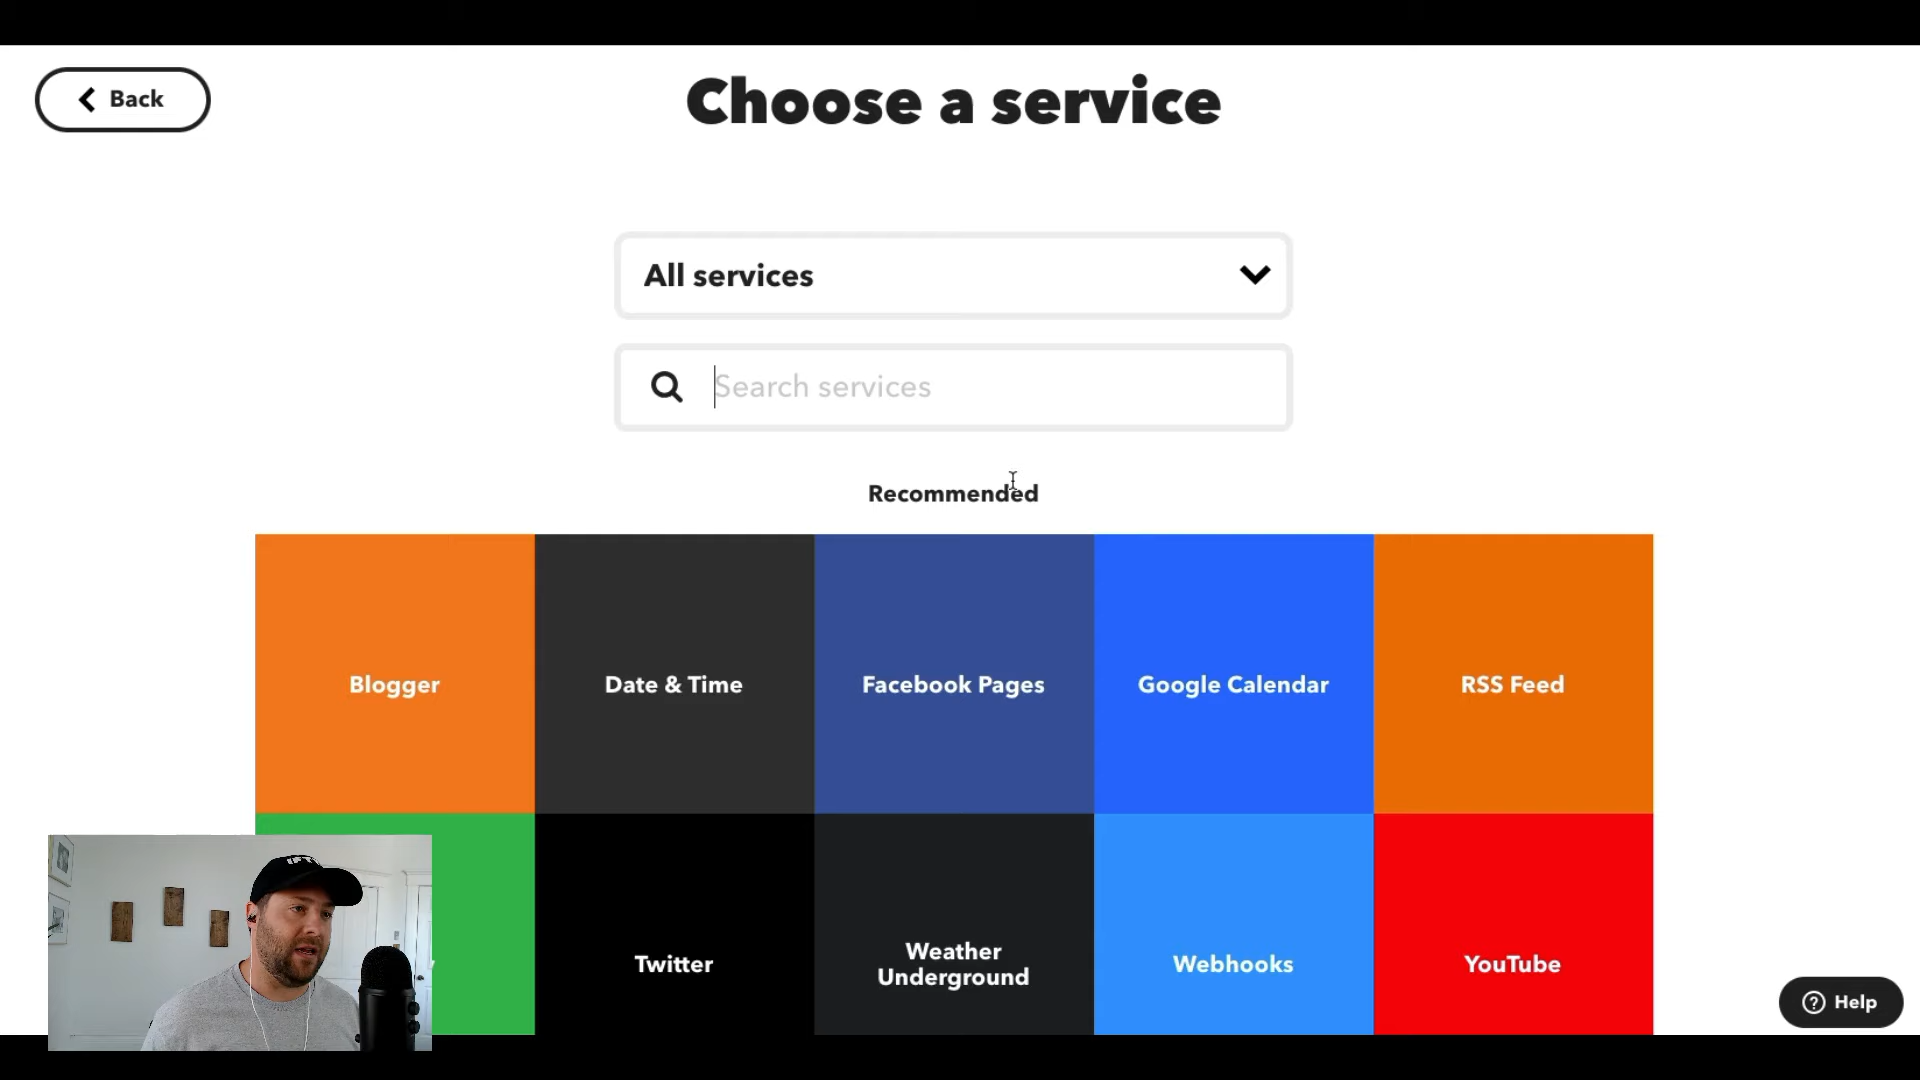 Back
Choose a service
All services
Search services
Recommended
Blogger
Date & Time
Facebook Pages
Google Calendar
RSS Feed
Twitter
Weather
Underground
Webhooks
YouTube
Help